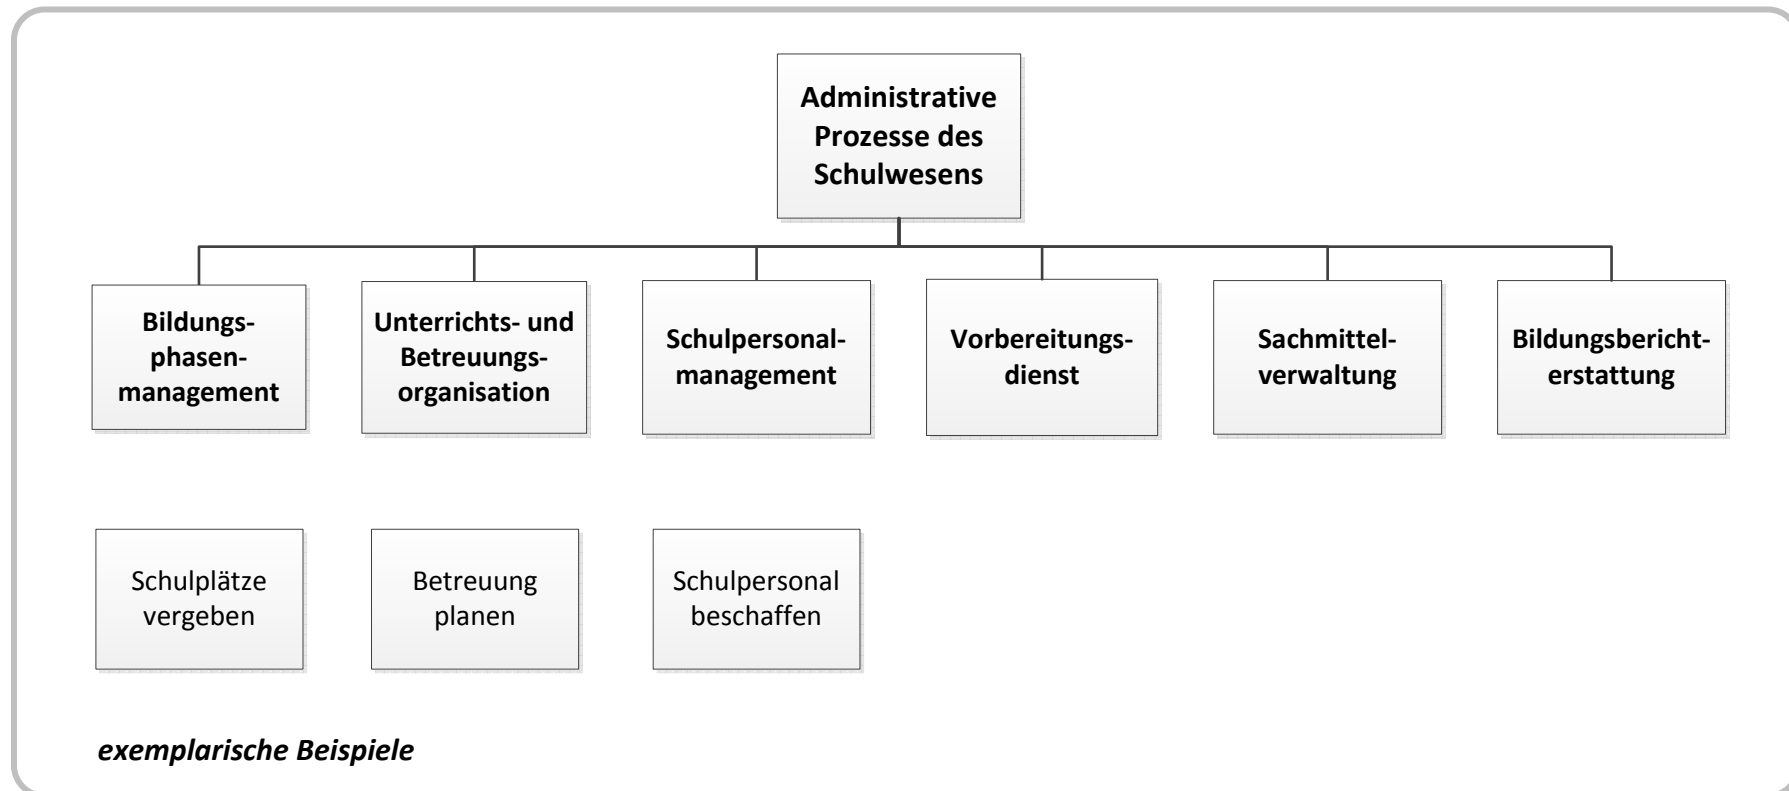 Administrative
Prozesse des
Schulwesens
Bildungs-
phasen-
management
Unterrichts- und
Betreuungs-
organisation
Schulpersonal-
management
Vorbereitungs-
dienst
Sachmittel-
verwaltung
Bildungsbericht-
erstattung
Schulplätze
vergeben
Betreuung
planen
Schulpersonal
beschaffen
exemplarische Beispiele